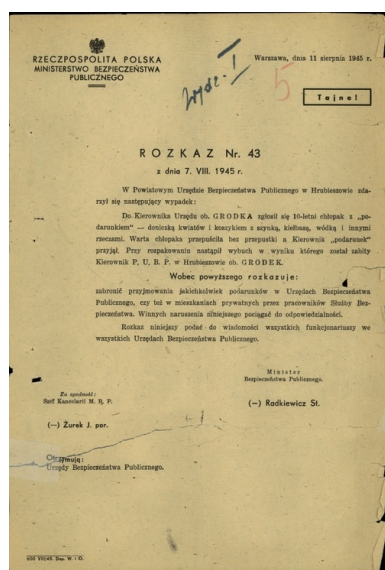 RZECZPOSPOLITA POLSKA
MINISTERSTWO BEZPIECZEŃSTWA
PUBLICZNEGO
Warszawa, dnia 11 sierpnia 1945 r.
Wydz. I
5
Tajne!
ROZKAZ Nr. 43
z dnia 7. VIII. 1945 r.
W Powiatowym Urzędzie Bezpieczeństwa Publicznego w Hrubieszowie zda-
rzył się następujący wypadek:
Do Kierownika Urzędu ob. GRODKA zgłosił się 10-letni chłopak z „po-
darunkiem" — doniczką kwiatów i koszykiem z szynką, kiełbasą, wódką i innymi
rzeczami. Warta chłopaka przepuściła bez przepustki a Kierownik „podarunek"
przyjął. Przy rozpakowaniu nastąpił wybuch w wyniku którego został zabity
Kierownik P. U. B. P. w Hrubieszowie ob. GRODEK.
Wobec powyższego rozkazuje:
zabronić przyjmowania jakichkolwiek podarunków w Urzędach Bezpieczeństwa
Publicznego, czy też w mieszkaniach prywatnych przez pracowników Służby Bez-
pieczeństwa. Winnych naruszenia niniejszego pociągać do odpowiedzialności.
Rozkaz niniejszy podać do wiadomości wszystkich funkcjonariuszy we
wszystkich Urzędach Bezpieczeństwa Publicznego.
Minister
Bezpieczeństwa Publicznego.
(—) Radkiewicz St.
Za zgodność:
Szef Kancelarii M. B. P.
(—) Żurek J. por.
Otrzymują:
Urzędy Bezpieczeństwa Publicznego.
VIII/45. Dep. W. i O.